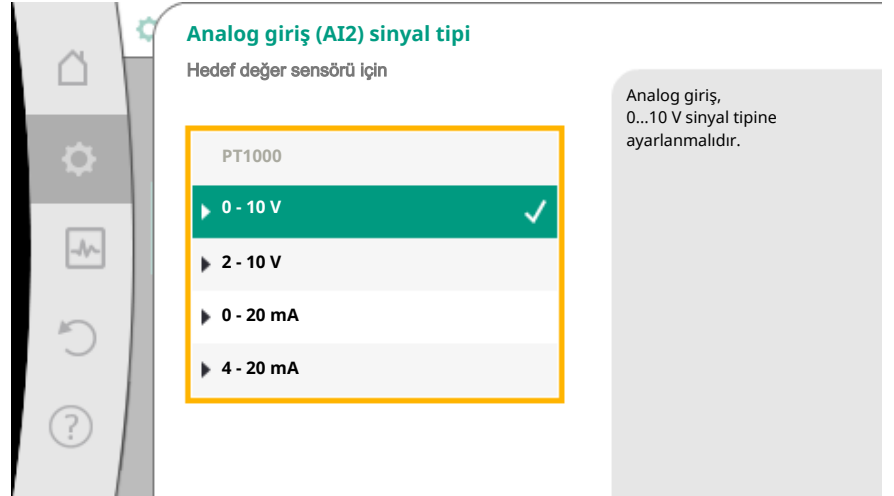 Analog giriş (AI2) sinyal tipi
Hedef değer sensörü için
PT1000
0 - 10 V
2 - 10 V
0 - 20 mA
4 - 20 mA
Analog giriş,
0...10 V sinyal tipine
ayarlanmalıdır.
?